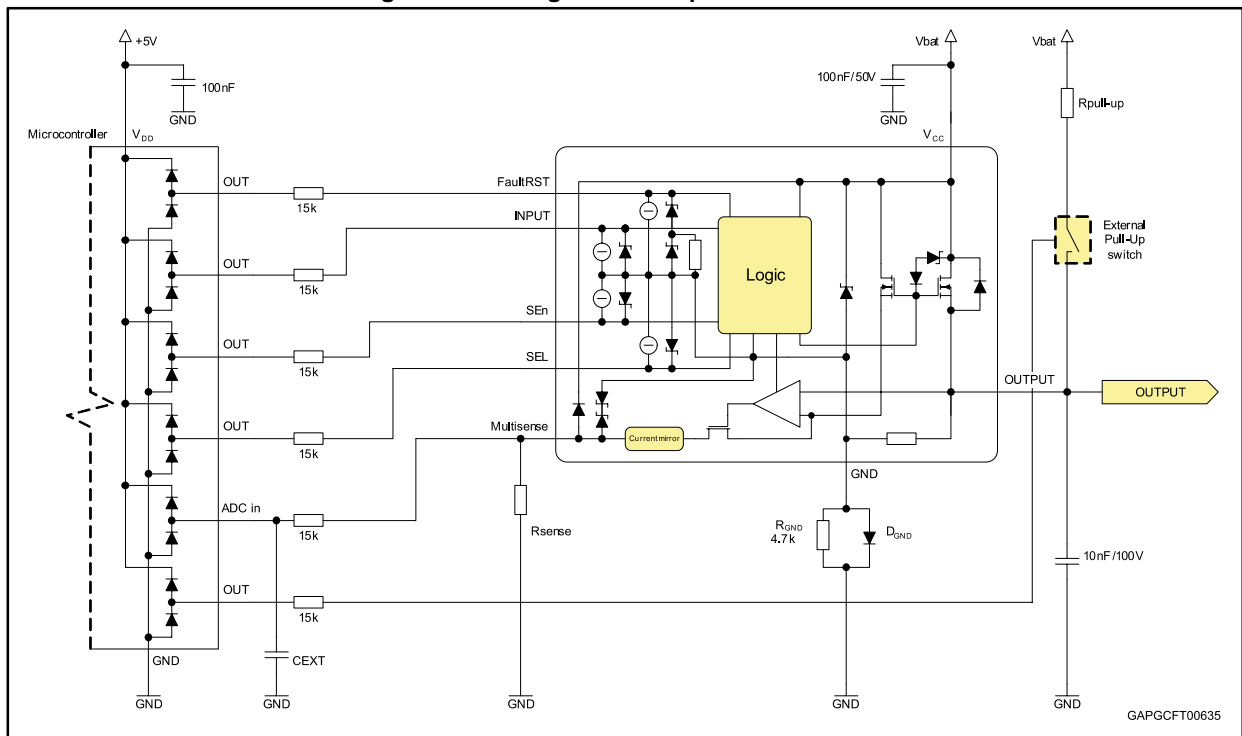 +5V
Vbat
Vbat
100nF
100nF/50V
GND
GND
Rpull-up
Microcontroller
VDD
VCC
OUT
15k
FaultRST
INPUT
External
Pull-Up
switch
OUT
15k
Logic
SEn
OUT
15k
SEL
OUTPUT
OUTPUT
OUT
15k
Multisense
Current mirror
GND
ADC in
15k
Rsense
RGND
4.7k
DGND
10nF/100V
OUT
15k
GND
CEXT
GND
GND
GND
GND
GND
GAPGCFT00635